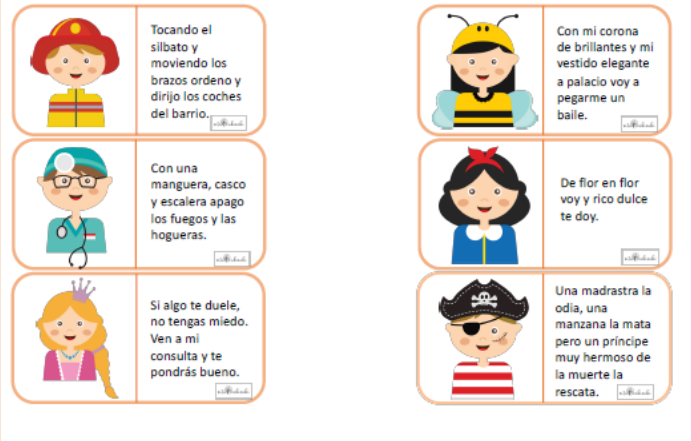 Tocando el
silbato y
moviendo los
brazos ordeno y
dirijo los coches
del barrio.
Con una
manguera, casco
y escalera apago
los fuegos y las
hogueras.
Si algo te duele,
no tengas miedo.
Ven a mi
consulta y te
pondrás bueno.
Con mi corona
de brillantes y mi
vestido elegante
a palacio voy a
pegarme un
baile.
De flor en flor
voy y rico dulce
te doy.
Una madrastra la
odia, una
manzana la mata
pero un príncipe
muy hermoso de
la muerte la
rescata.